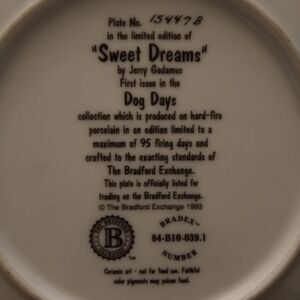 Plate No. 15447B
in the limited edition of
"Sweet Dreams"
by Jerry Gadamus
First issue in the
Dog Days
collection which is produced on hard-fire
porcelain in an edition limited to a
maximum of 95 firing days and
crafted to the exacting standards of
The Bradford Exchange.
This plate is officially listed for
trading on the Bradford Exchange.
© The Bradford Exchange 1993
B
BRADEX™
84-B10-039.1
NUMBER
Ceramic art - not for food use. Faithful
color pigments may poison food.